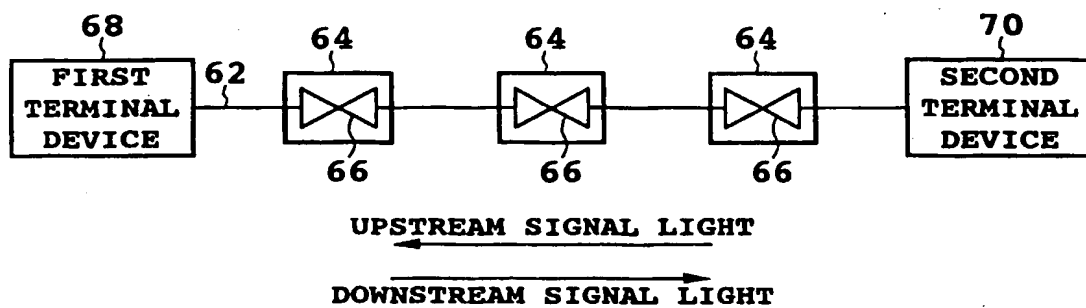 68
64
64
64
70
FIRST
TERMINAL
DEVICE
62
SECOND
TERMINAL
DEVICE
66
66
66
UPSTREAM SIGNAL LIGHT
DOWNSTREAM SIGNAL LIGHT